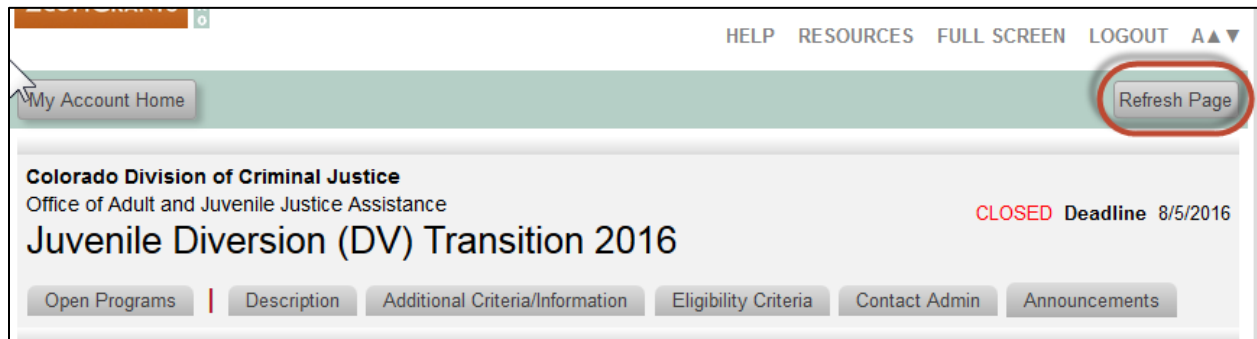 HELP RESOURCES FULL SCREEN LOGOUT A▲▼
My Account Home
Refresh Page
Colorado Division of Criminal Justice
Office of Adult and Juvenile Justice Assistance
CLOSED Deadline 8/5/2016
Juvenile Diversion (DV) Transition 2016
Open Programs | Description Additional Criteria/Information Eligibility Criteria Contact Admin Announcements